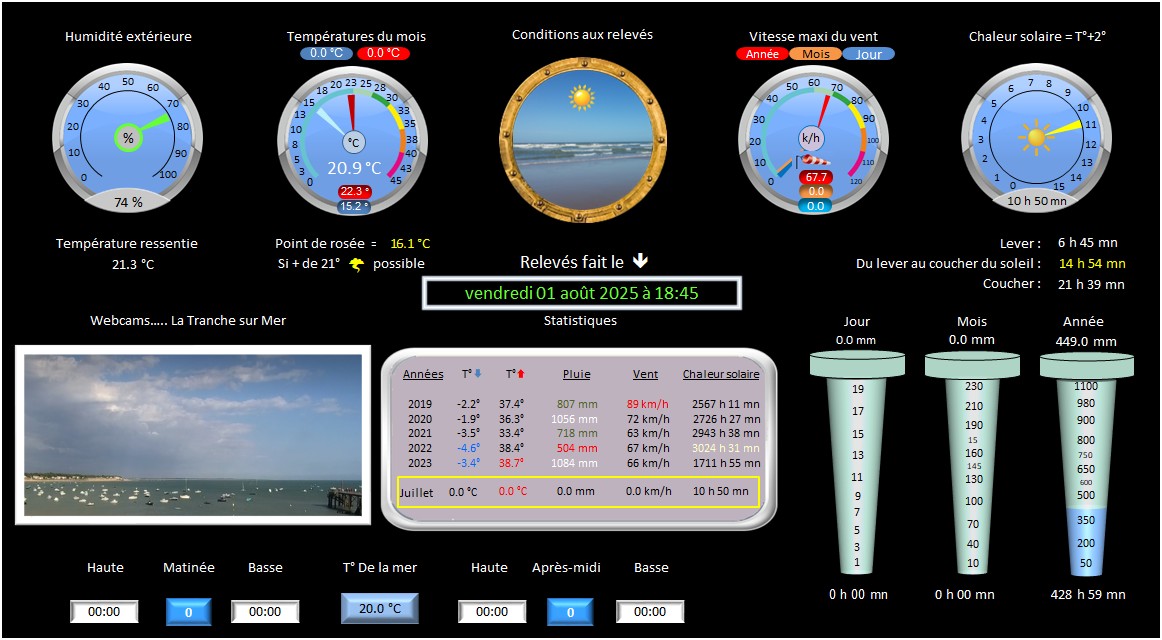 Humidité extérieure
Températures du mois
0.0 °C 0.0 °C
Conditions aux relevés
Vitesse maxi du vent
Année Mois Jour
Chaleur solaire = T°+2°
0 10 20 30 40 50 60 70 80 90 100
%
74 %
0 3 5 8 10 13 15 18 20 23 25 28 30 33 35 38 40 43 45
°C
20.9 °C
22.3 °
15.2 °
0 10 20 30 40 50 60 70 80 90 100 110 120
k/h
67.7
0.0
0.0
0 1 2 3 4 5 6 7 8 9 10 11 12 13 14 15
10 h 50 mn
Température ressentie
21.3 °C
Point de rosée = 16.1 °C
Si + de 21° possible
Relevés fait le
vendredi 01 août 2025 à 18:45
Lever : 6 h 45 mn
Du lever au coucher du soleil : 14 h 54 mn
Coucher : 21 h 39 mn
Webcams..... La Tranche sur Mer
Statistiques
Années T° T° Pluie Vent Chaleur solaire
2019 -2.2° 37.4° 807 mm 89 km/h 2567 h 11 mn
2020 -1.9° 36.3° 1056 mm 72 km/h 2726 h 27 mn
2021 -3.5° 33.4° 718 mm 63 km/h 2943 h 38 mn
2022 -4.6° 38.4° 504 mm 67 km/h 3024 h 31 mn
2023 -3.4° 38.7° 1084 mm 66 km/h 1711 h 55 mn
Juillet 0.0 °C 0.0 °C 0.0 mm 0.0 km/h 10 h 50 mn
Jour
0.0 mm
19
17
15
13
11
9
7
5
3
1
0 h 00 mn
Mois
0.0 mm
230
210
190
15
160
145
130
100
70
40
10
0 h 00 mn
Année
449.0 mm
1100
980
900
800
750
650
600
500
350
200
50
428 h 59 mn
Haute Matinée Basse T° De la mer Haute Après-midi Basse
00:00 0 00:00 20.0 °C 00:00 0 00:00